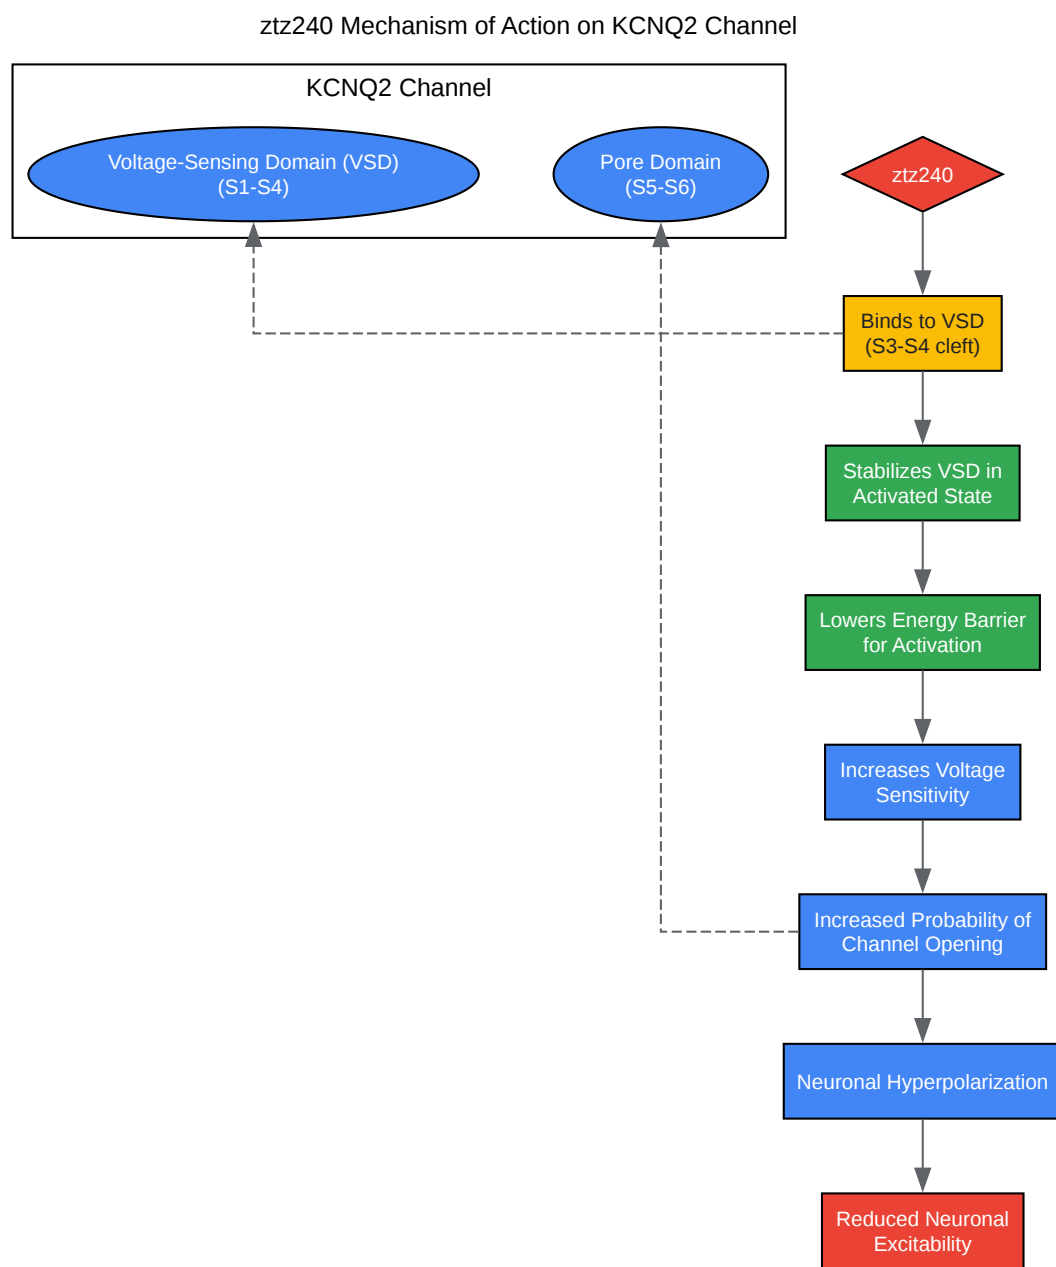 ztz240 Mechanism of Action on KCNQ2 Channel
KCNQ2 Channel
Voltage-Sensing Domain (VSD)
(S1-S4)
Pore Domain
(S5-S6)
ztz240
Binds to VSD
(S3-S4 cleft)
Stabilizes VSD in
Activated State
Lowers Energy Barrier
for Activation
Increases Voltage
Sensitivity
Increased Probability of
Channel Opening
Neuronal Hyperpolarization
Reduced Neuronal
Excitability